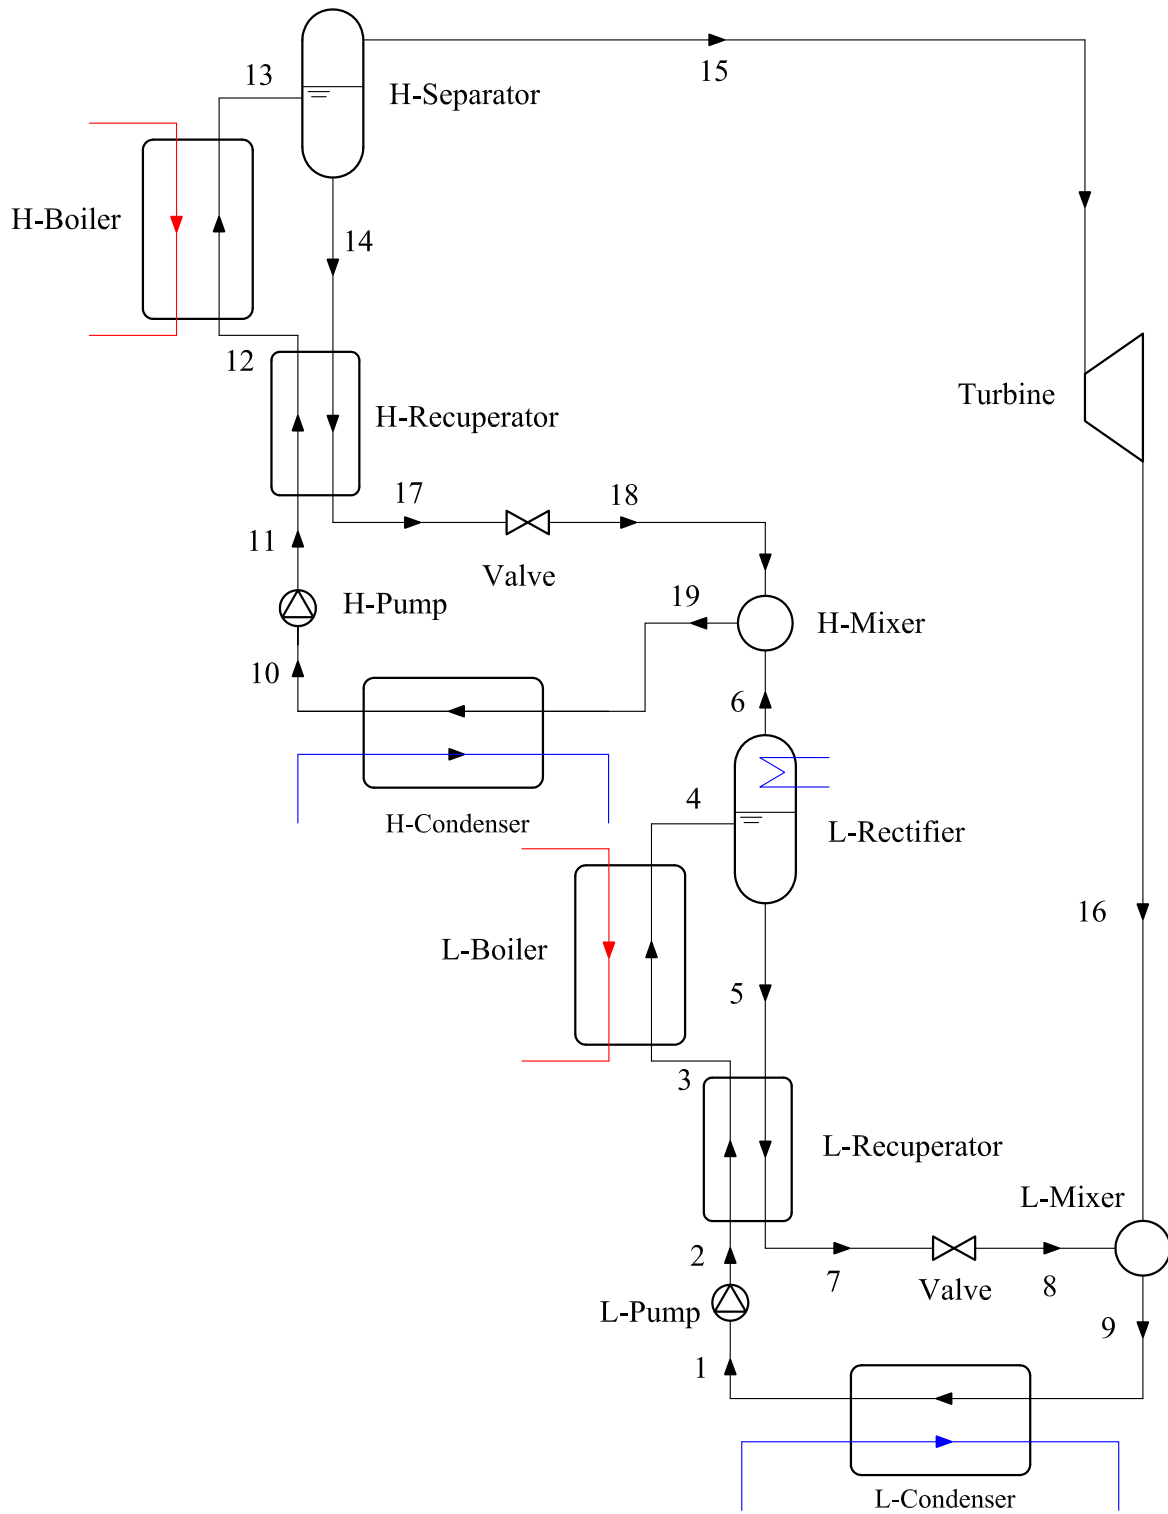 15
13
H-Separator
H-Boiler
14
12
Turbine
H-Recuperator
17
18
11
Valve
H-Pump
19
H-Mixer
10
6
4
H-Condenser
L-Rectifier
16
L-Boiler
5
3
L-Recuperator
L-Mixer
2
7
Valve
8
L-Pump
9
1
L-Condenser